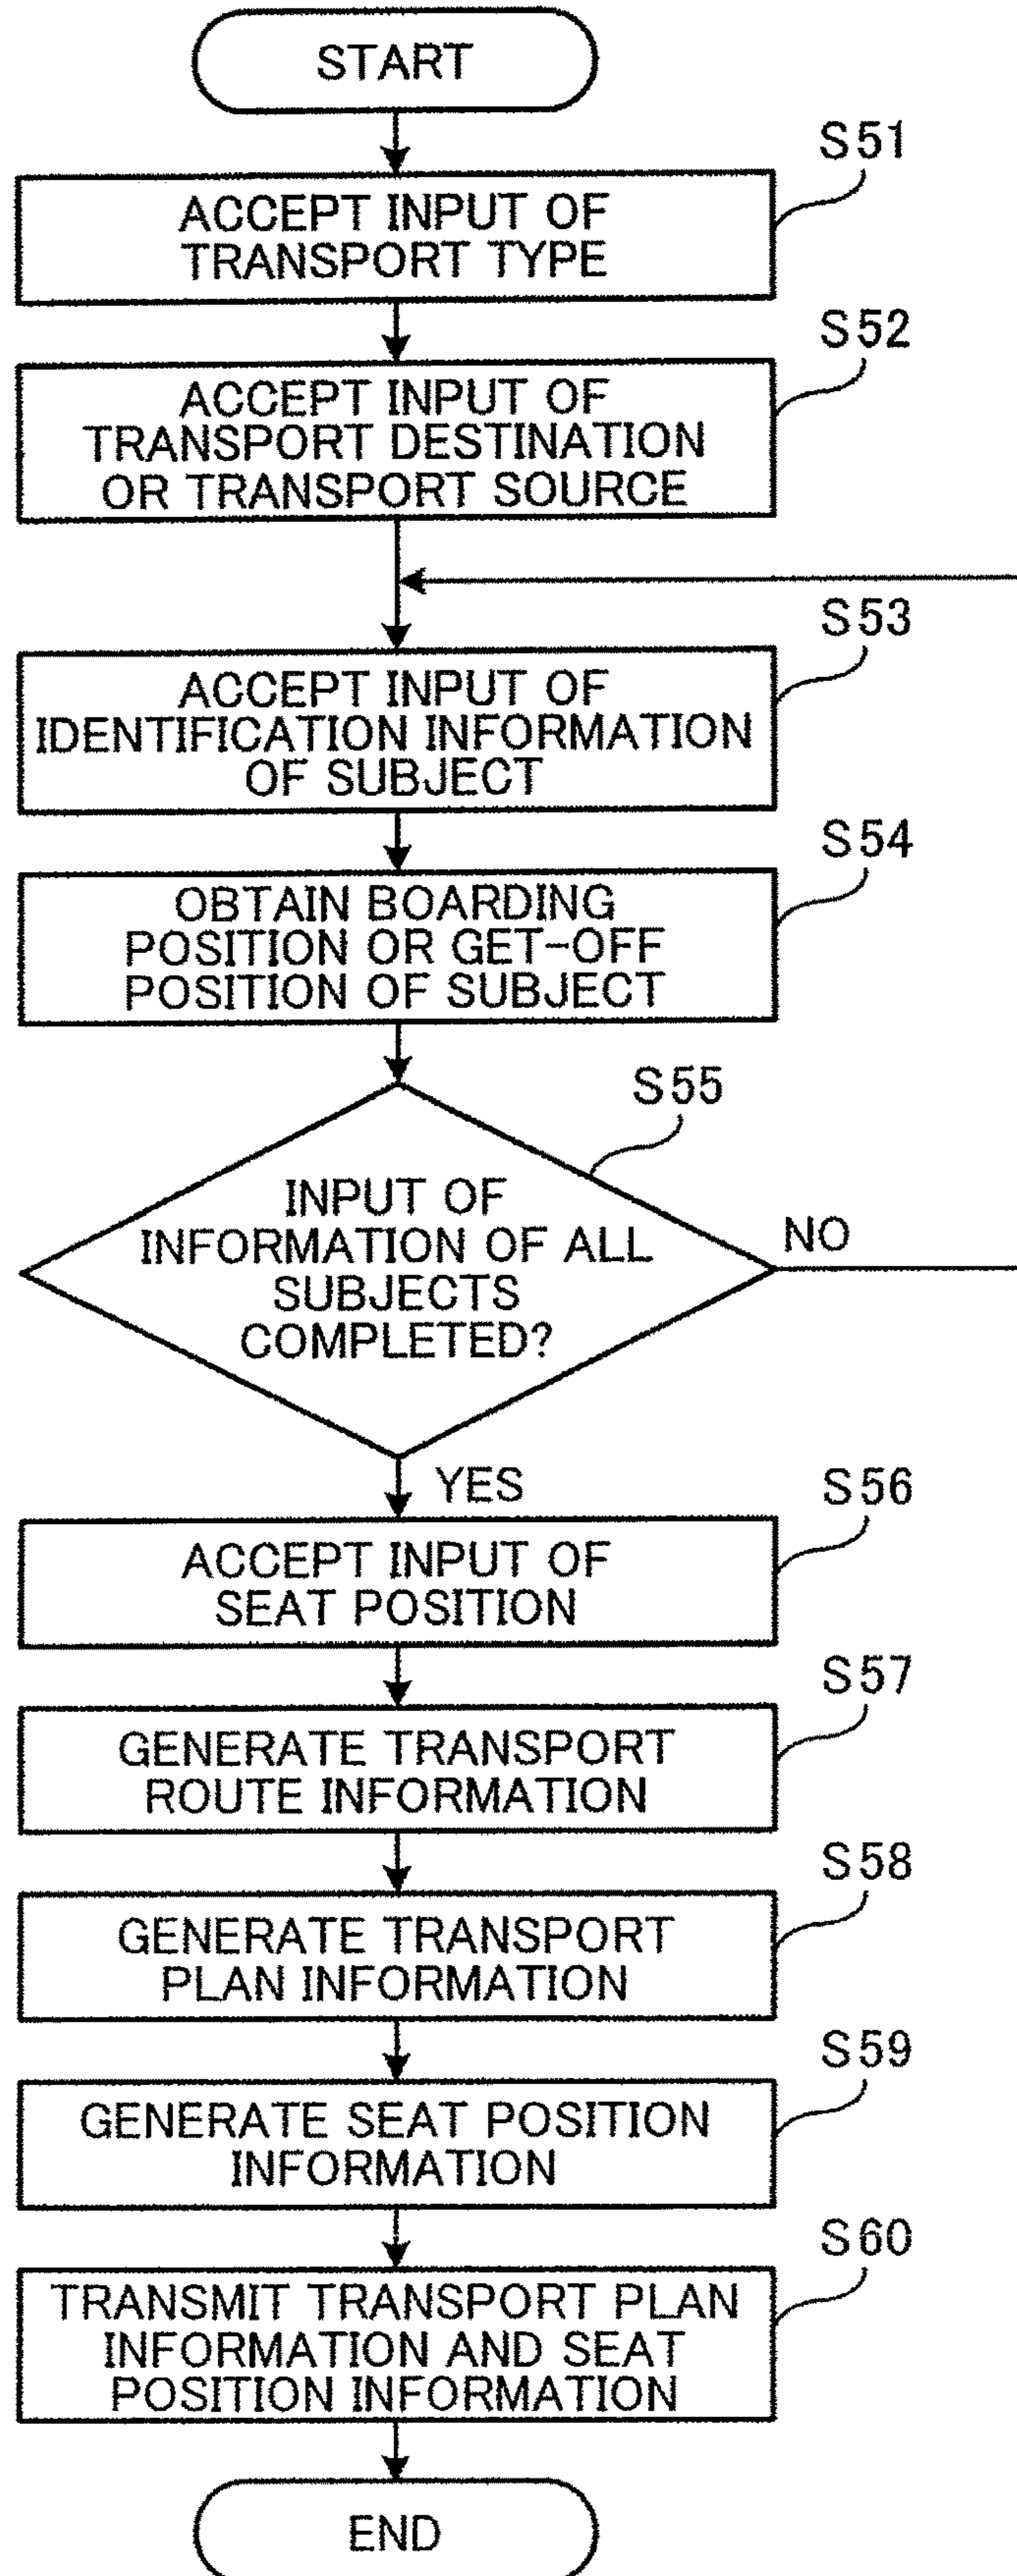 START
S51
ACCEPT INPUT OF
TRANSPORT TYPE
S52
ACCEPT INPUT OF
TRANSPORT DESTINATION
OR TRANSPORT SOURCE
S53
ACCEPT INPUT OF
IDENTIFICATION INFORMATION
OF SUBJECT
S54
OBTAIN BOARDING
POSITION OR GET-OFF
POSITION OF SUBJECT
S55
INPUT OF
INFORMATION OF ALL
SUBJECTS
COMPLETED?
NO
YES
S56
ACCEPT INPUT OF
SEAT POSITION
S57
GENERATE TRANSPORT
ROUTE INFORMATION
S58
GENERATE TRANSPORT
PLAN INFORMATION
S59
GENERATE SEAT POSITION
INFORMATION
S60
TRANSMIT TRANSPORT PLAN
INFORMATION AND SEAT
POSITION INFORMATION
END